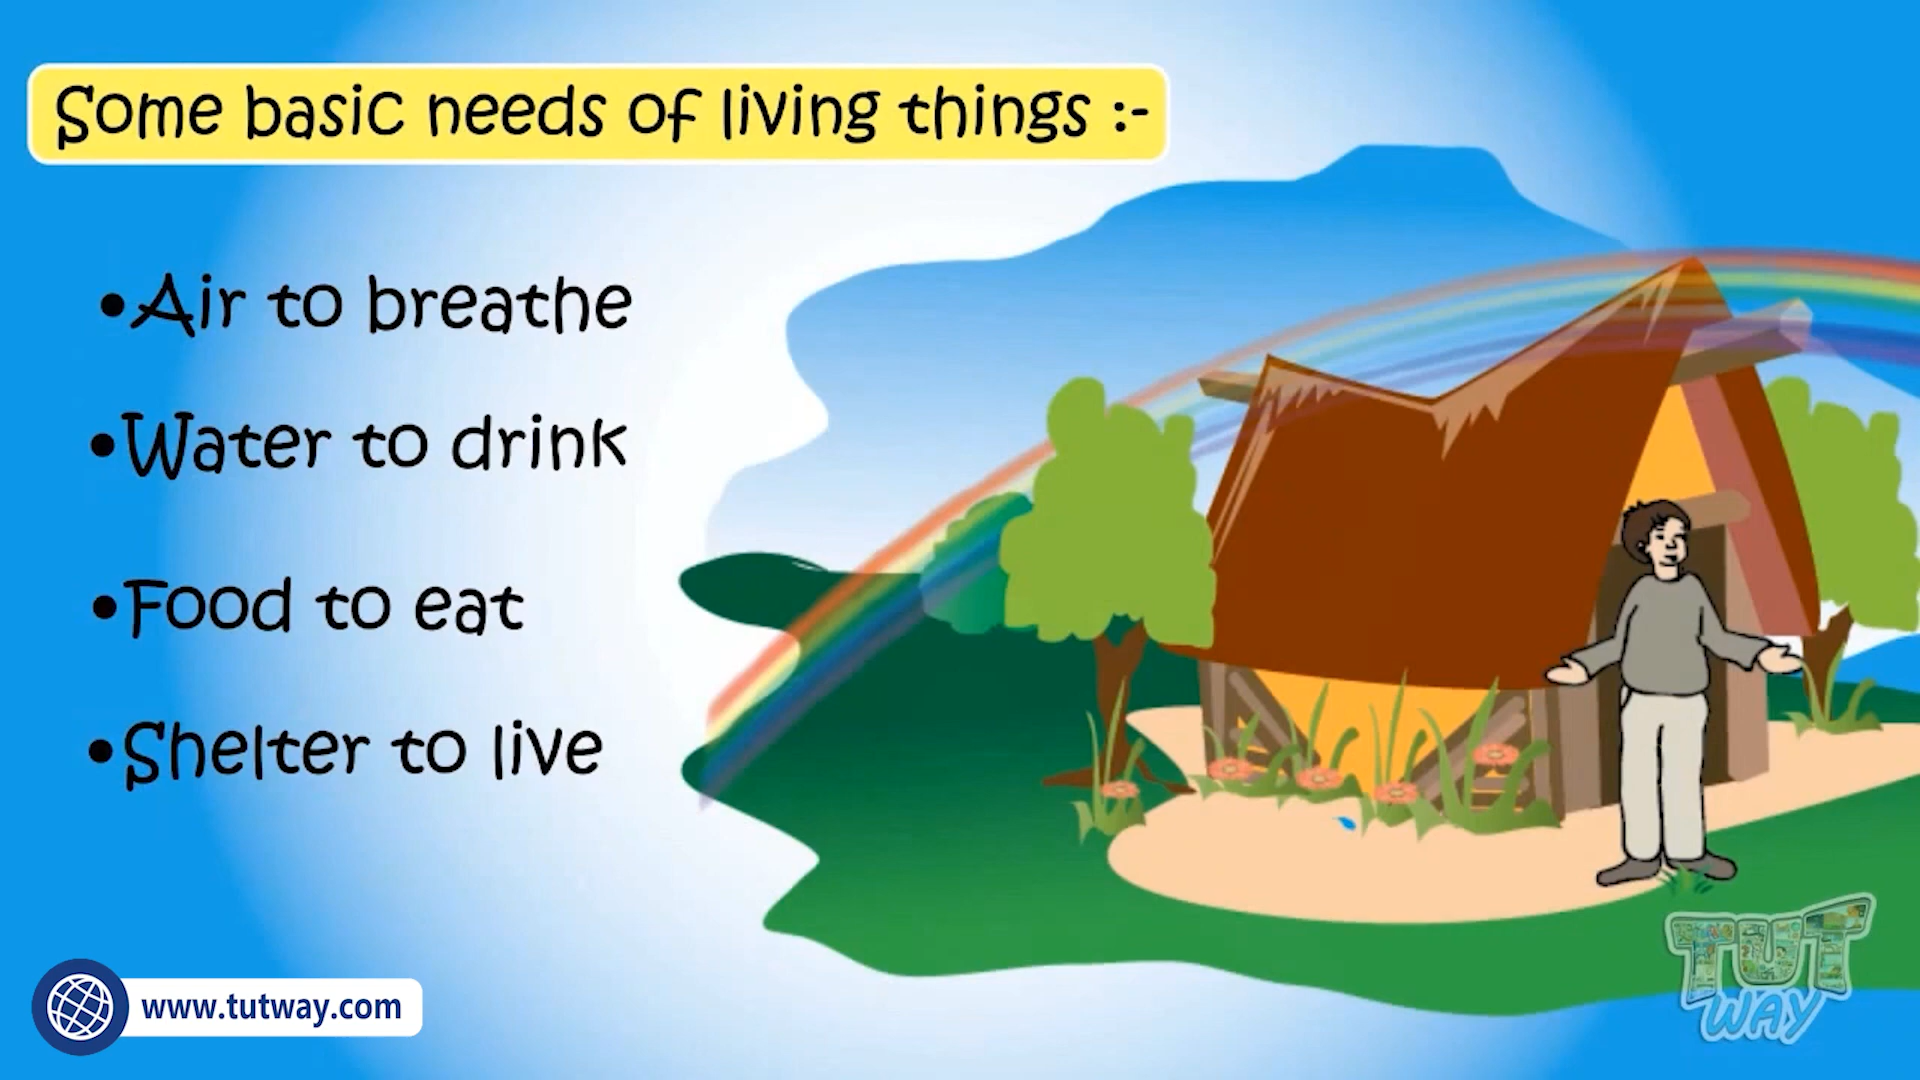 Some basic needs of living things :-
•Air to breathe
•Water to drink
•Food to eat
•Shelter to live
www.tutway.com
TUT
WAY